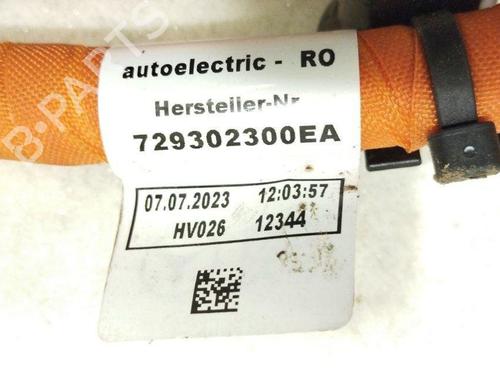 autoelectric - RO
Hersteller-Nr
729302300EA
07.07.2023 12:03:57
HV026 12344
B-PARTS